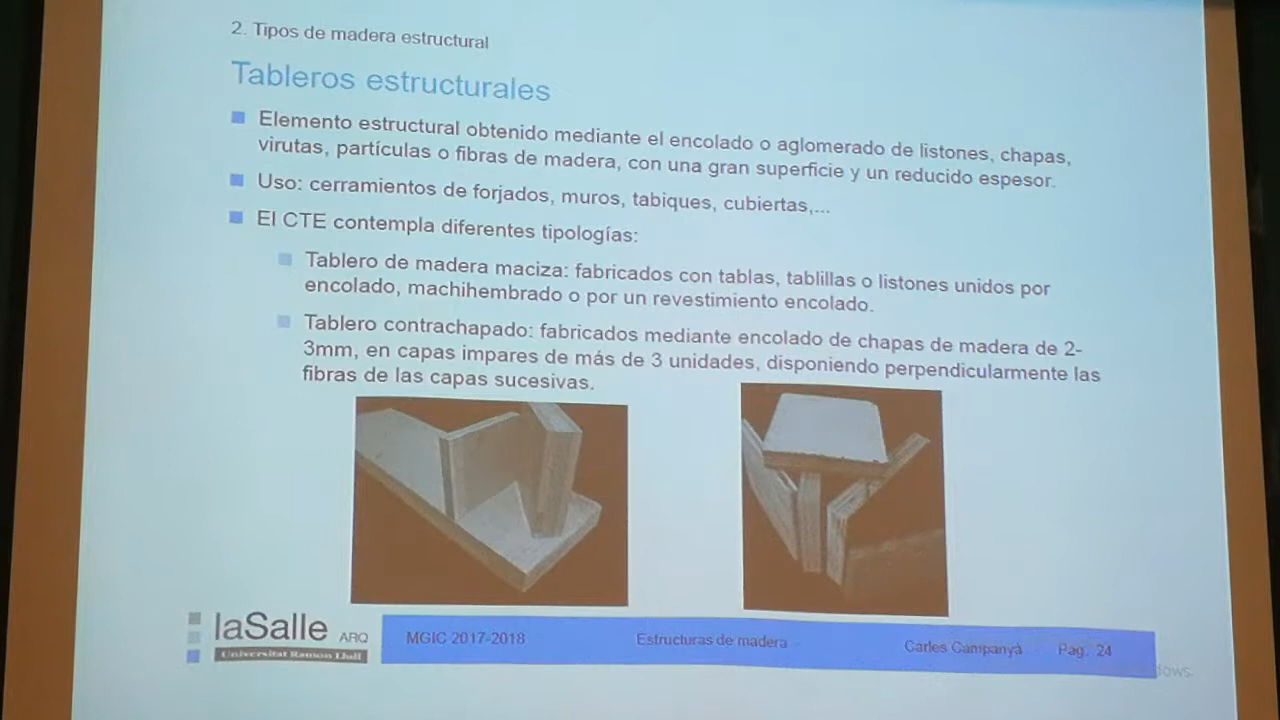 2. Tipos de madera estructural
Tableros estructurales
Elemento estructural obtenido mediante el encolado o aglomerado de listones, chapas,
virutas, partículas o fibras de madera, con una gran superficie y un reducido espesor.
Uso: cerramientos de forjados, muros, tabiques, cubiertas,...
El CTE contempla diferentes tipologías:
Tablero de madera maciza: fabricados con tablas, tablillas o listones unidos por
encolado, machihembrado o por un revestimiento encolado.
Tablero contrachapado: fabricados mediante encolado de chapas de madera de 2-
3mm, en capas impares de más de 3 unidades, disponiendo perpendicularmente las
fibras de las capas sucesivas.
laSalle ARQ
Universitat Ramon Llull
MGIC 2017-2018 Estructuras de madera Carles Campanyà Pag. 24